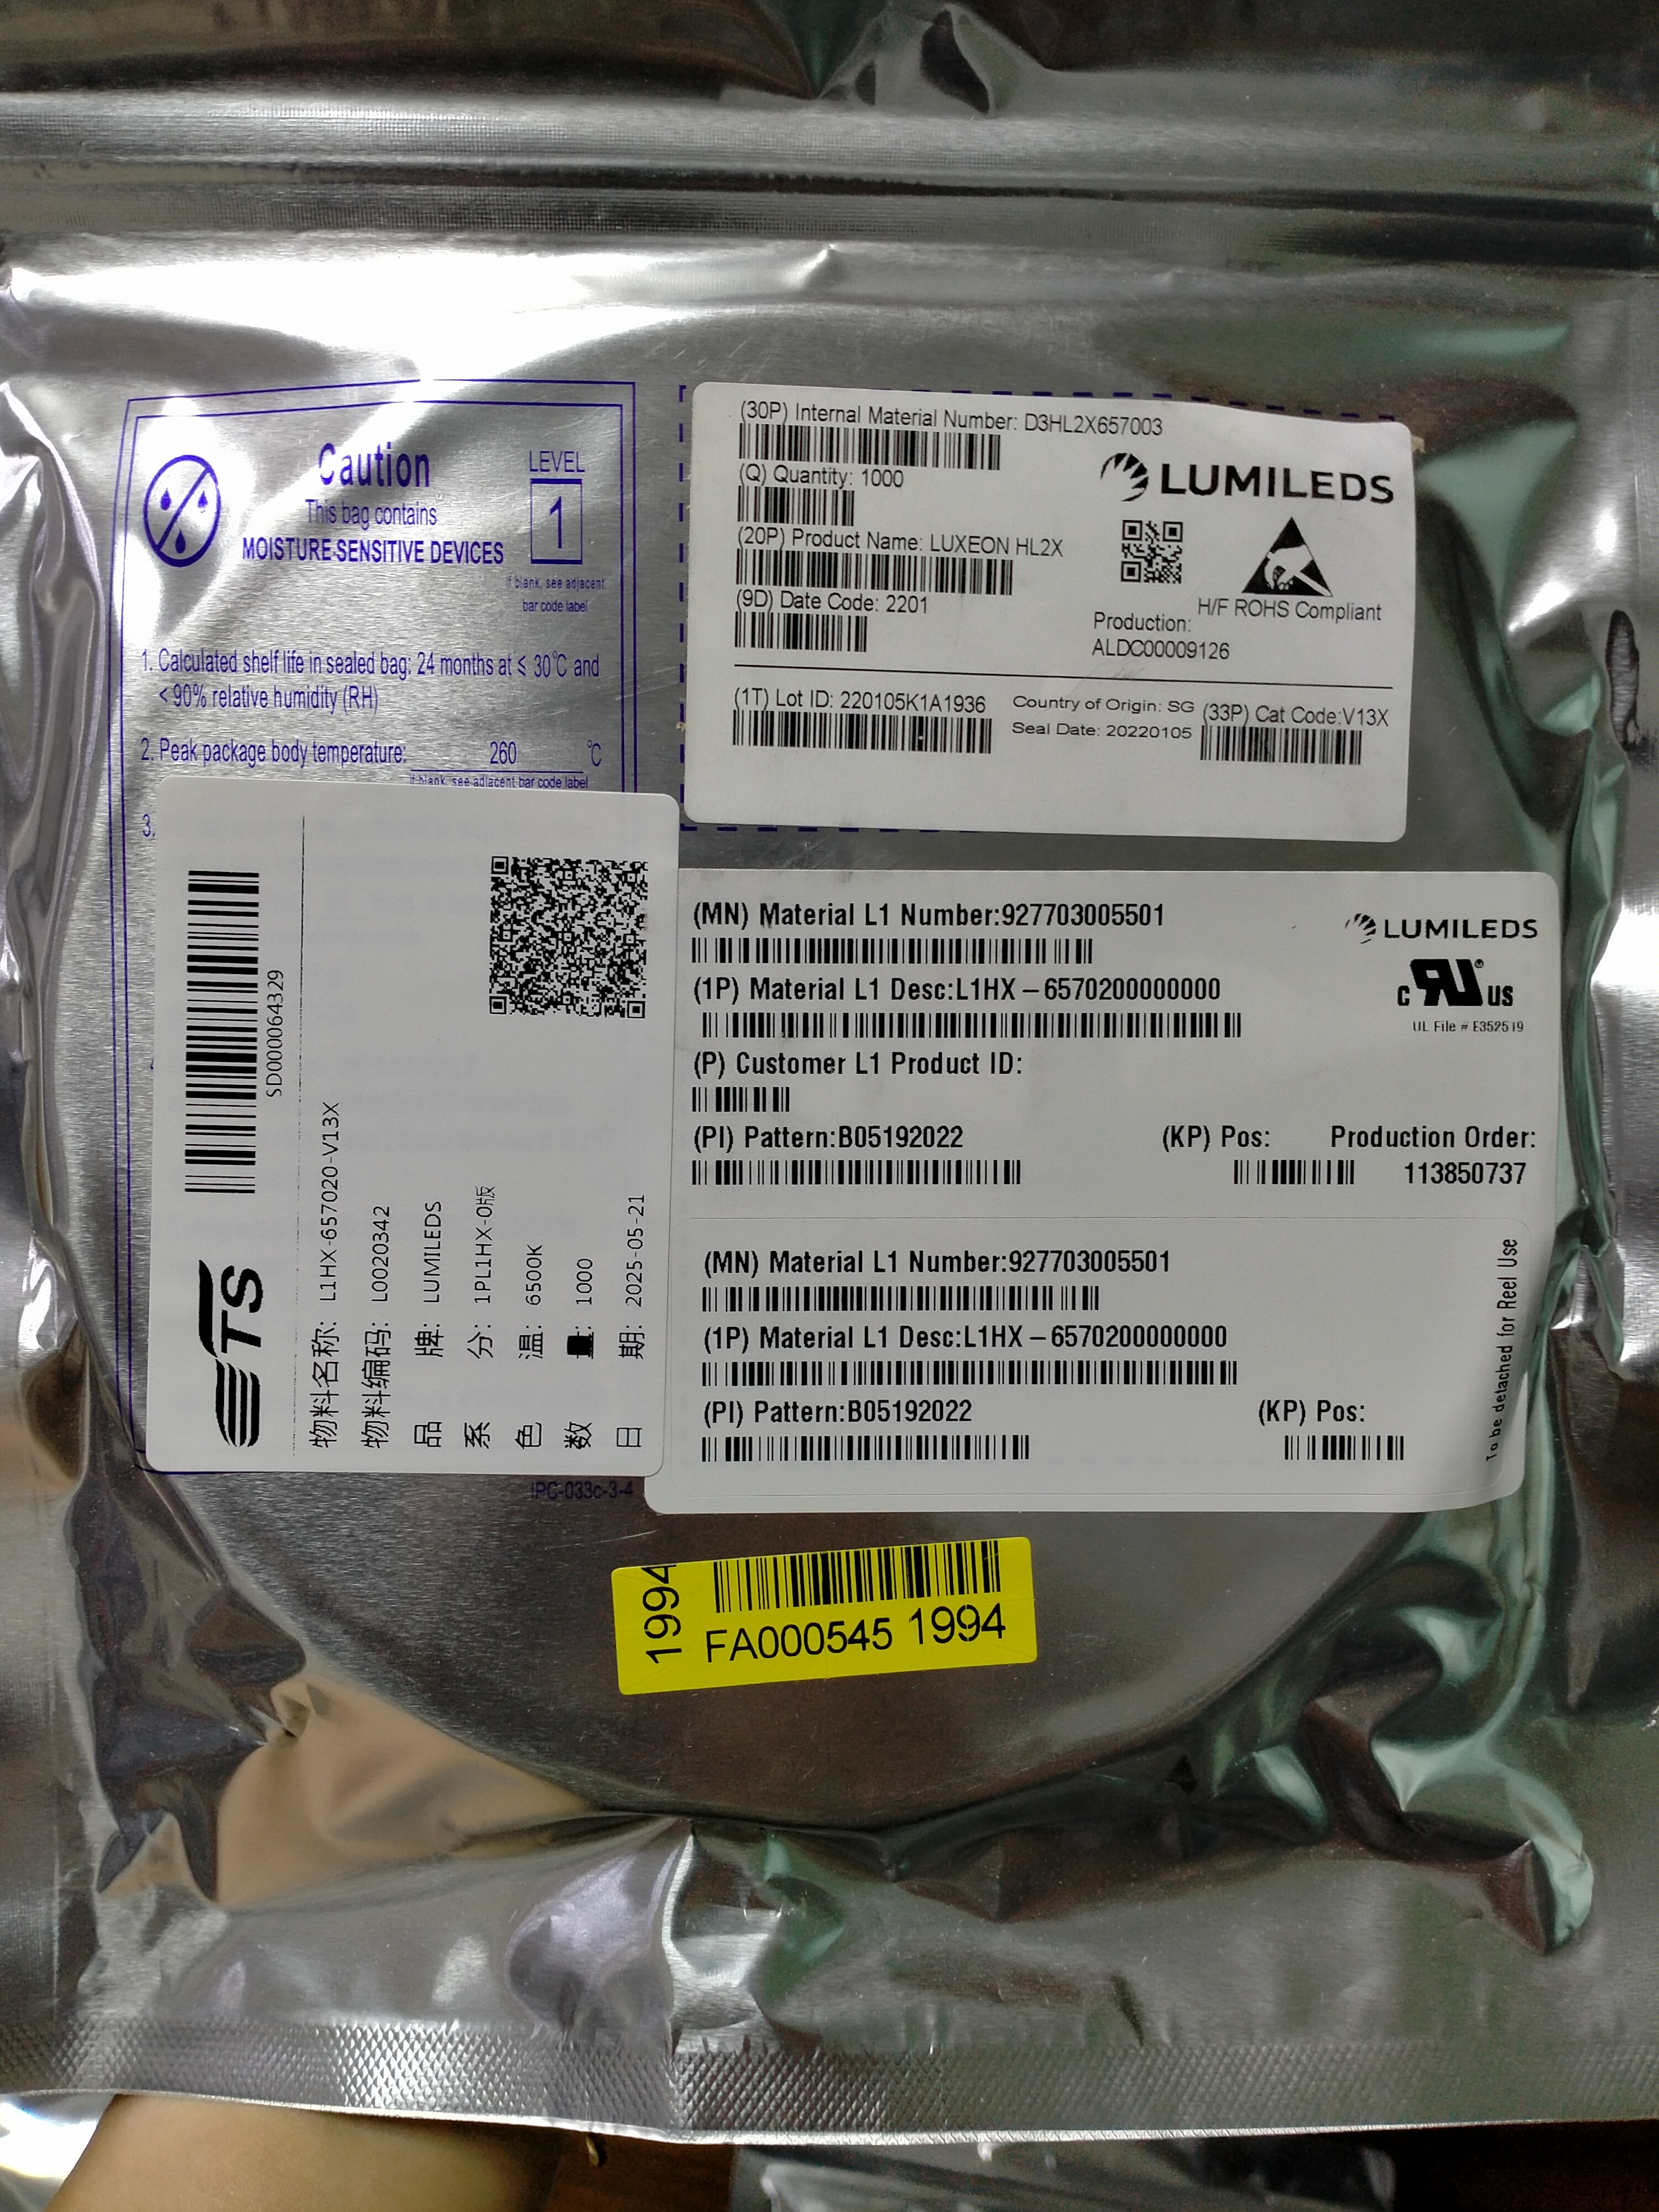 Caution
This bag contains
MOISTURE-SENSITIVE DEVICES
LEVEL
1
If blank, see adjacent
bar code label
1. Calculated shelf life in sealed bag: 24 months at ≤ 30°C and
< 90% relative humidity (RH)
2. Peak package body temperature: 260 °C
If blank, see adjacent bar code label
3.
(30P) Internal Material Number: D3HL2X657003
(Q) Quantity: 1000
(20P) Product Name: LUXEON HL2X
(9D) Date Code: 2201
LUMILEDS
H/F ROHS Compliant
Production:
ALDC00009126
(1T) Lot ID: 220105K1A1936
Country of Origin: SG
Seal Date: 20220105
(33P) Cat Code:V13X
ETS
SD000064329
物料名称: L1HX-657020-V13X
物料编码: L0020342
品 牌: LUMILEDS
系 分: 1PL1HX-0版
色 温: 6500K
数 量: 1000
日 期: 2025-05-21
(MN) Material L1 Number:927703005501
LUMILEDS
(1P) Material L1 Desc:L1HX – 6570200000000
c RU® US
UL File # E352519
(P) Customer L1 Product ID:
(PI) Pattern:B05192022
(KP) Pos:
Production Order:
113850737
(MN) Material L1 Number:927703005501
(1P) Material L1 Desc:L1HX – 6570200000000
(PI) Pattern:B05192022
(KP) Pos:
To be detached for Reel Use
IPC-033c-3-4
1994
FA000545 1994